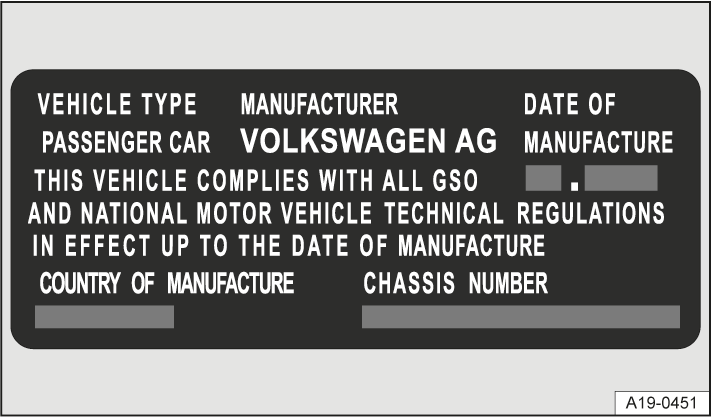 VEHICLE TYPE MANUFACTURER DATE OF
PASSENGER CAR VOLKSWAGEN AG MANUFACTURE
THIS VEHICLE COMPLIES WITH ALL GSO .
AND NATIONAL MOTOR VEHICLE TECHNICAL REGULATIONS
IN EFFECT UP TO THE DATE OF MANUFACTURE
COUNTRY OF MANUFACTURE CHASSIS NUMBER
A19-0451